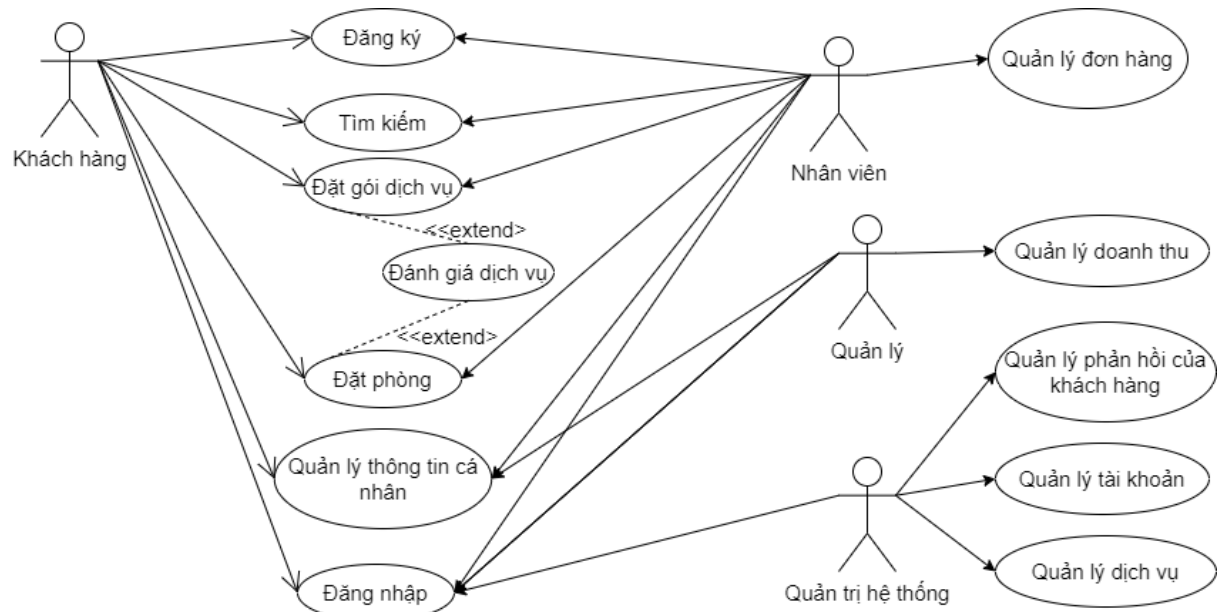 Đăng ký
Quản lý đơn hàng
Tìm kiếm
Khách hàng
Nhân viên
Đặt gói dịch vụ
<<extend>
Đánh giá dịch vụ
Quản lý doanh thu
<<extend>
Quản lý
Đặt phòng
Quản lý phản hồi của
khách hàng
Quản lý thông tin cá
nhân
Quản lý tài khoản
Đăng nhập
Quản trị hệ thống
Quản lý dịch vụ